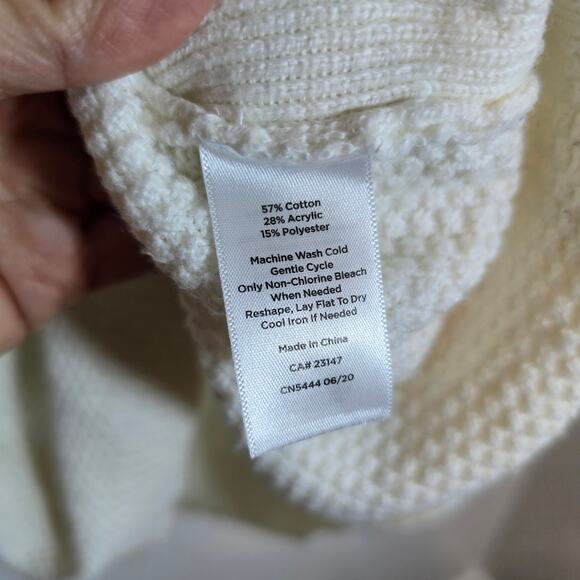 57% Cotton
28% Acrylic
15% Polyester
Machine Wash Cold
Gentle Cycle
Only Non-Chlorine Bleach
When Needed
Reshape, Lay Flat To Dry
Cool Iron If Needed
Made in China
CA# 23147
CN5444 06/20